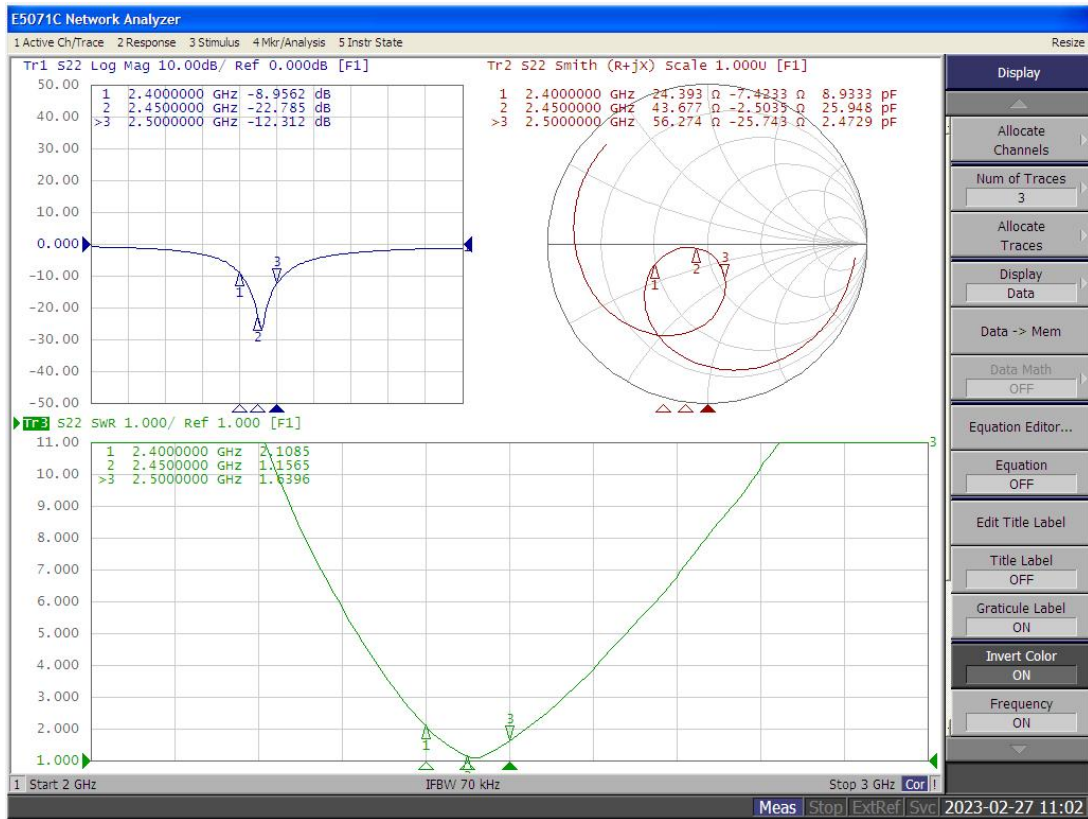 E5071C Network Analyzer
1 Active Ch/Trace 2 Response 3 Stimulus 4 Mkr/Analysis 5 Instr State
Resize
Tr1 S22 Log Mag 10.00dB/ Ref 0.000dB [F1]
50.00
40.00
30.00
20.00
10.00
0.000
-10.00
-20.00
-30.00
-40.00
-50.00
1 2.4000000 GHz -8.9562 dB
2 2.4500000 GHz -22.785 dB
>3 2.5000000 GHz -12.312 dB
1
2
3
Tr2 S22 Smith (R+jX) Scale 1.000U [F1]
1 2.4000000 GHz 24.393 Ω -7.4233 Ω 8.9333 pF
2 2.4500000 GHz 43.677 Ω -2.5035 Ω 25.948 pF
>3 2.5000000 GHz 56.274 Ω -25.743 Ω 2.4729 pF
1
2
3
Tr3 S22 SWR 1.000/ Ref 1.000 [F1]
11.00
10.00
9.000
8.000
7.000
6.000
5.000
4.000
3.000
2.000
1.000
1 2.4000000 GHz 2.1085
2 2.4500000 GHz 1.1565
>3 2.5000000 GHz 1.6396
1
3
3
1 Start 2 GHz
IFBW 70 kHz
Stop 3 GHz Cor !
Meas Stop ExtRef Svc 2023-02-27 11:02
Display
Allocate
Channels
Num of Traces
3
Allocate
Traces
Display
Data
Data -> Mem
Data Math
OFF
Equation Editor...
Equation
OFF
Edit Title Label
Title Label
OFF
Graticule Label
ON
Invert Color
ON
Frequency
ON